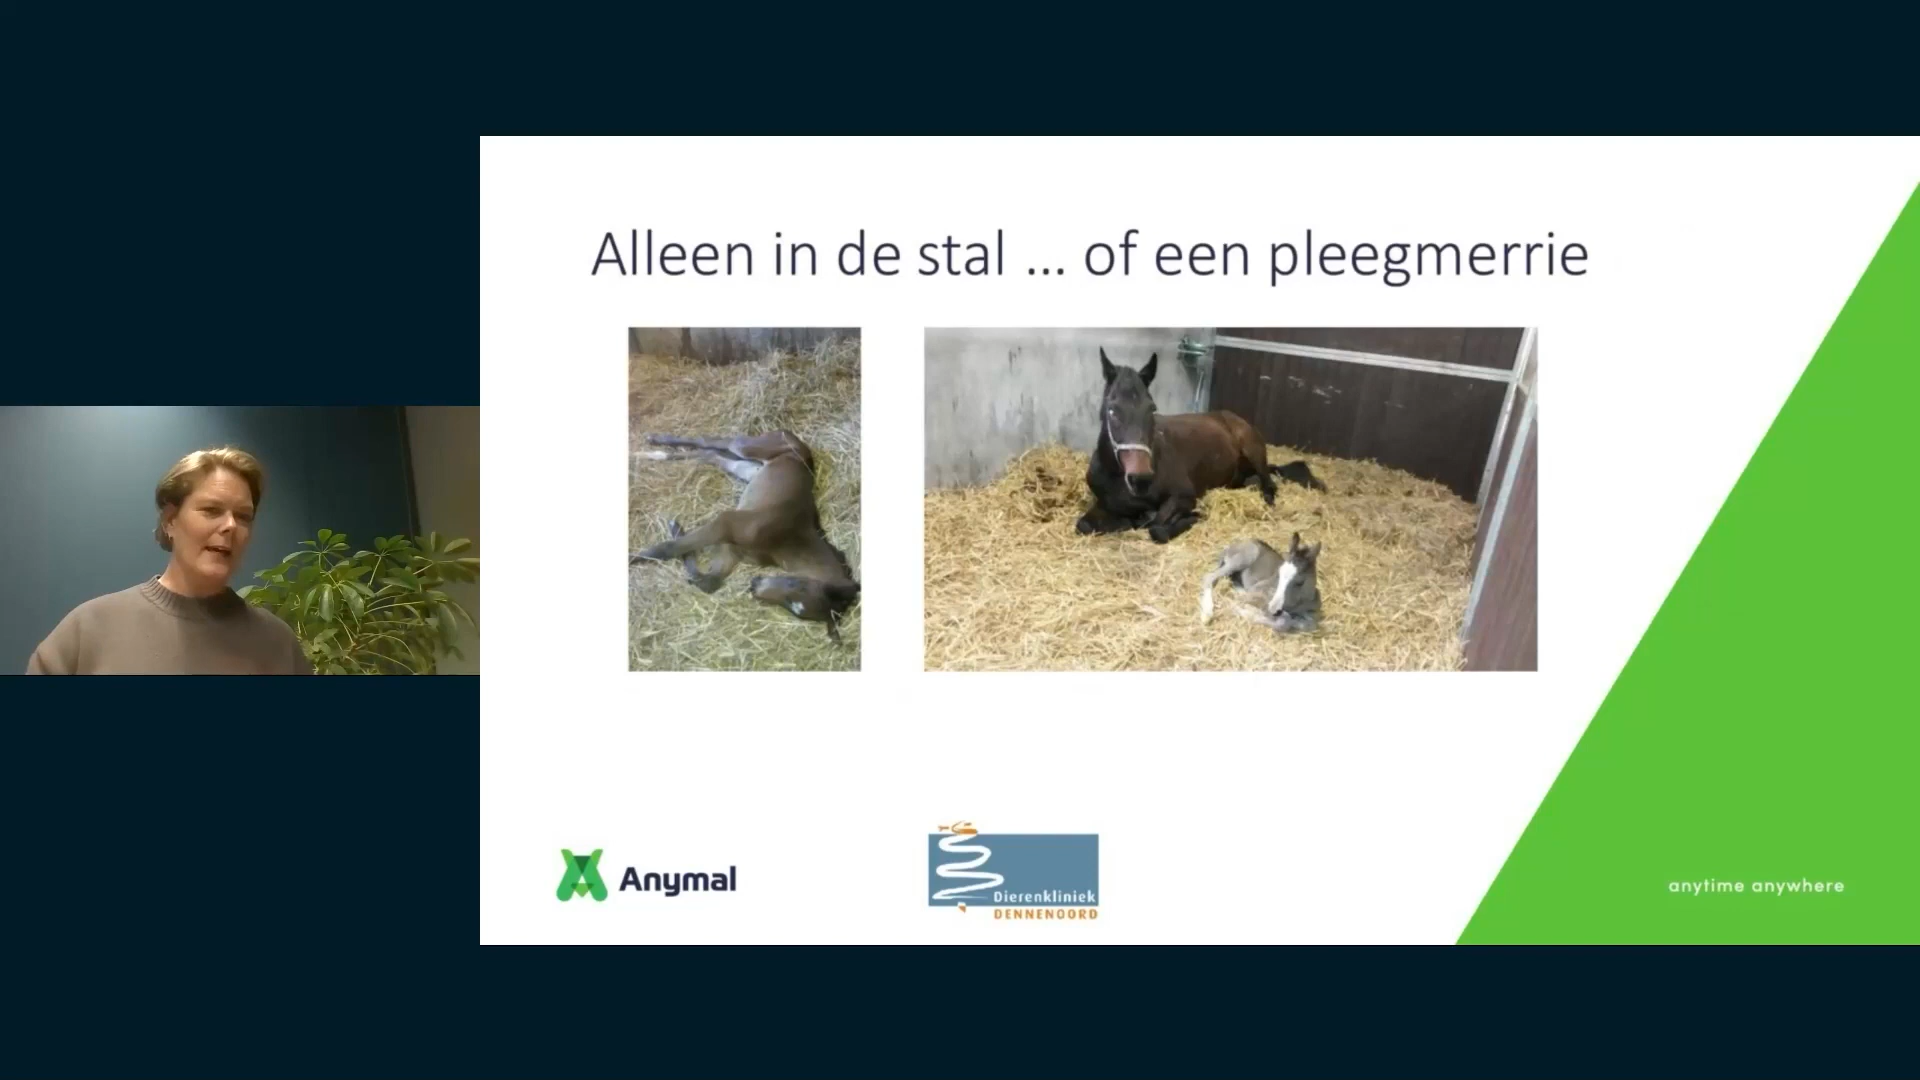 Alleen in de stal ... of een pleegmerrie
Anymal
Dierenkliniek
DENNENOORD
anytime anywhere